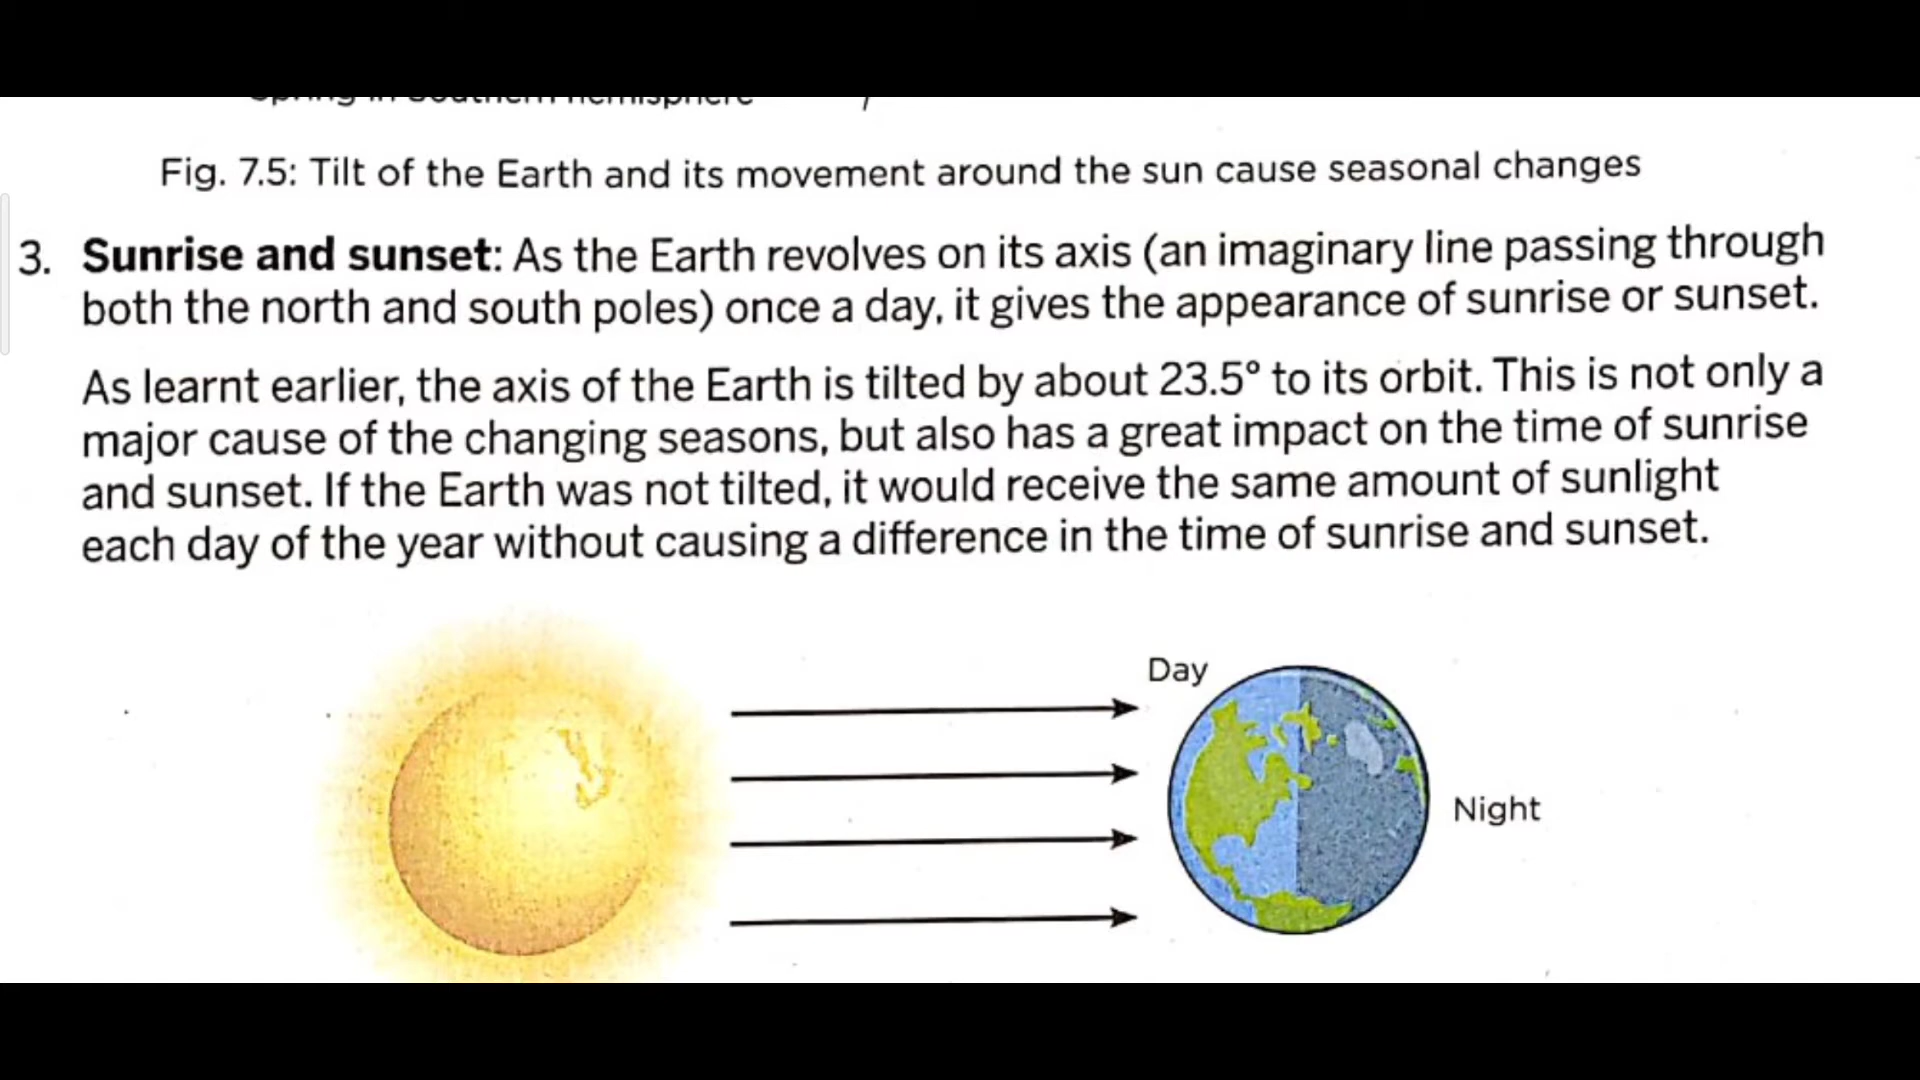 Spring in Southern hemisphere
Fig. 7.5: Tilt of the Earth and its movement around the sun cause seasonal changes
3. Sunrise and sunset: As the Earth revolves on its axis (an imaginary line passing through
both the north and south poles) once a day, it gives the appearance of sunrise or sunset.
As learnt earlier, the axis of the Earth is tilted by about 23.5° to its orbit. This is not only a
major cause of the changing seasons, but also has a great impact on the time of sunrise
and sunset. If the Earth was not tilted, it would receive the same amount of sunlight
each day of the year without causing a difference in the time of sunrise and sunset.
Day
Night